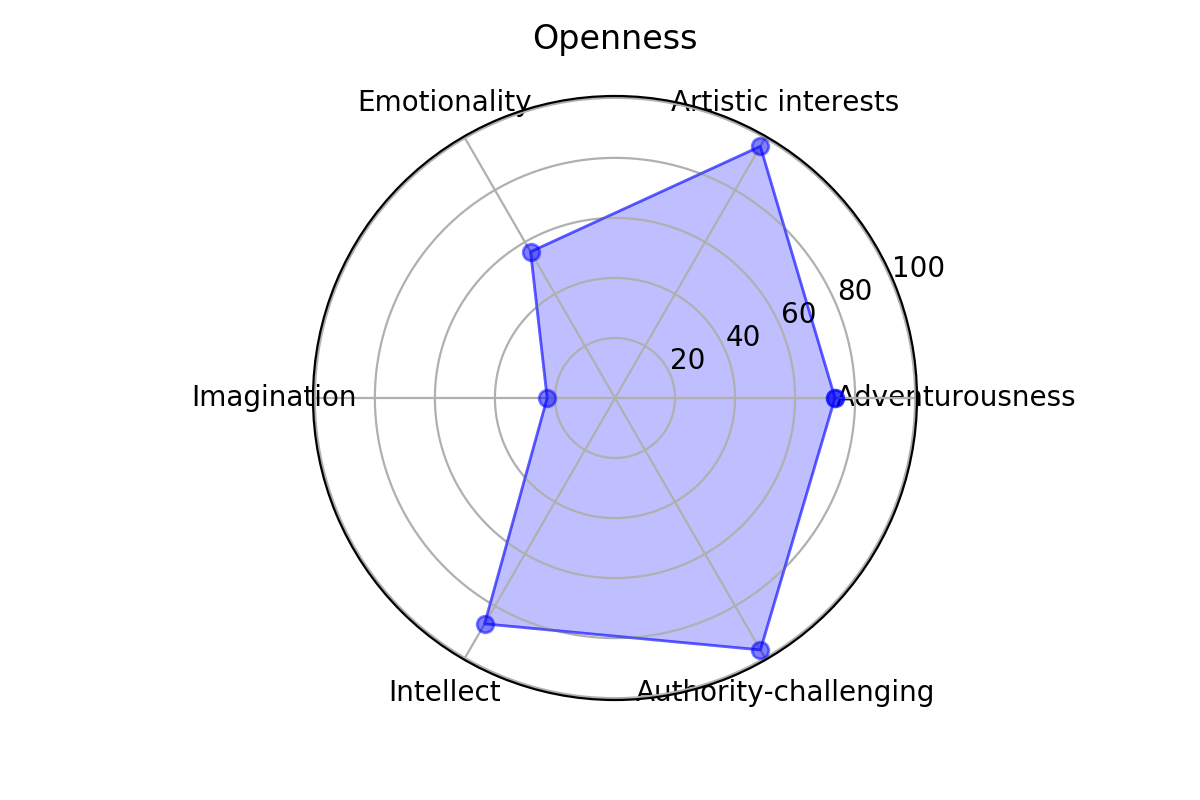 Openness
Emotionality
Artistic interests
100
80
60
40
20
Imagination
Adventurousness
Intellect
Authority-challenging